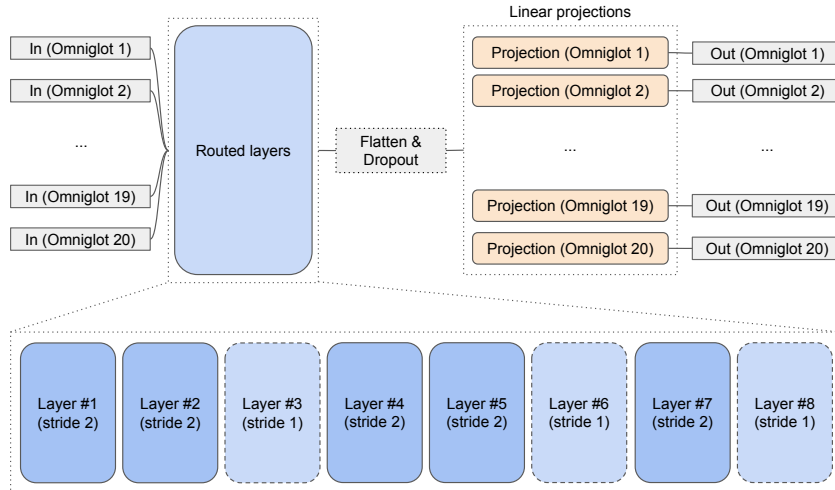 Linear projections
In (Omniglot 1)
Projection (Omniglot 1)
Out (Omniglot 1)
In (Omniglot 2)
Projection (Omniglot 2)
Out (Omniglot 2)
...
Routed layers
Flatten &
Dropout
...
...
In (Omniglot 19)
Projection (Omniglot 19)
Out (Omniglot 19)
In (Omniglot 20)
Projection (Omniglot 20)
Out (Omniglot 20)
Layer #1
(stride 2)
Layer #2
(stride 2)
Layer #3
(stride 1)
Layer #4
(stride 2)
Layer #5
(stride 2)
Layer #6
(stride 1)
Layer #7
(stride 2)
Layer #8
(stride 1)